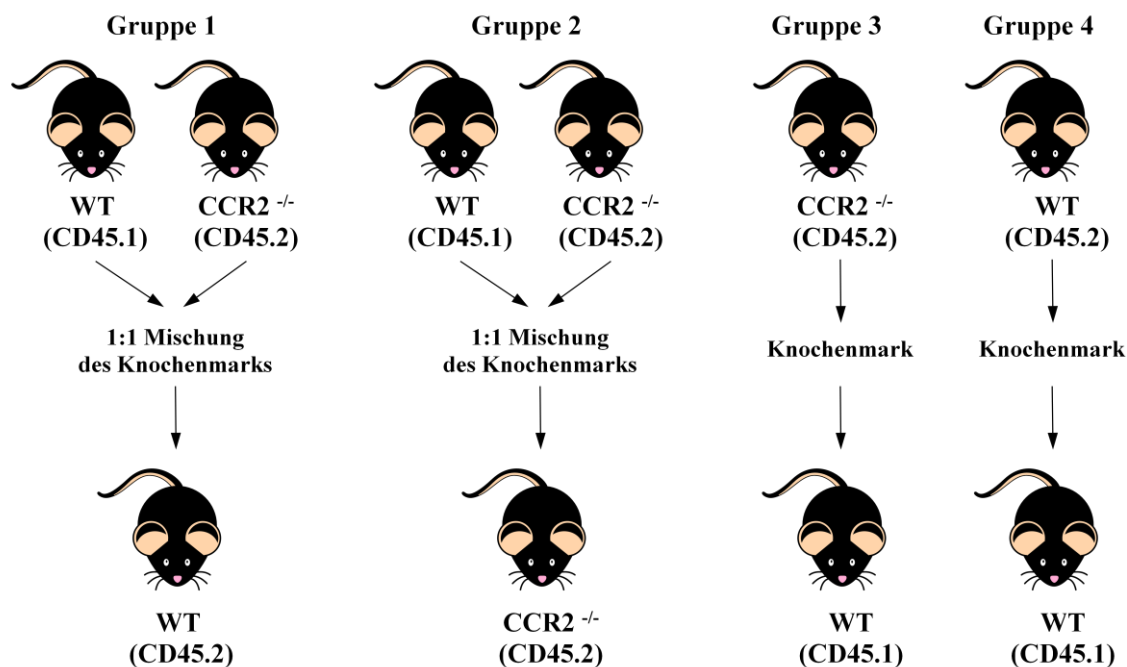 Gruppe 1
WT
(CD45.1)
CCR2 -/-
(CD45.2)
1:1 Mischung
des Knochenmarks
WT
(CD45.2)
Gruppe 2
WT
(CD45.1)
CCR2 -/-
(CD45.2)
1:1 Mischung
des Knochenmarks
CCR2 -/-
(CD45.2)
Gruppe 3
CCR2 -/-
(CD45.2)
Knochenmark
WT
(CD45.1)
Gruppe 4
WT
(CD45.2)
Knochenmark
WT
(CD45.1)